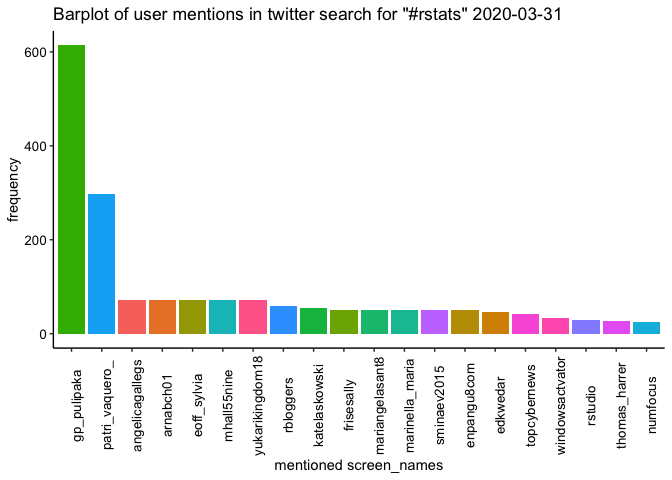 Barplot of user mentions in twitter search for "#rstats" 2020-03-31
frequency
600
400
200
0
gp_pulipaka
patri_vaquero_
angelicagallegs
arnabch01
eoff_sylvia
mhall55nine
yukarikingdom18
rbloggers
katelaskowski
frisesally
mariangelasant8
marinella_maria
sminaev2015
enpangu8com
edkwedar
topcybernews
windowsactvator
rstudio
thomas_harrer
numfocus
mentioned screen_names